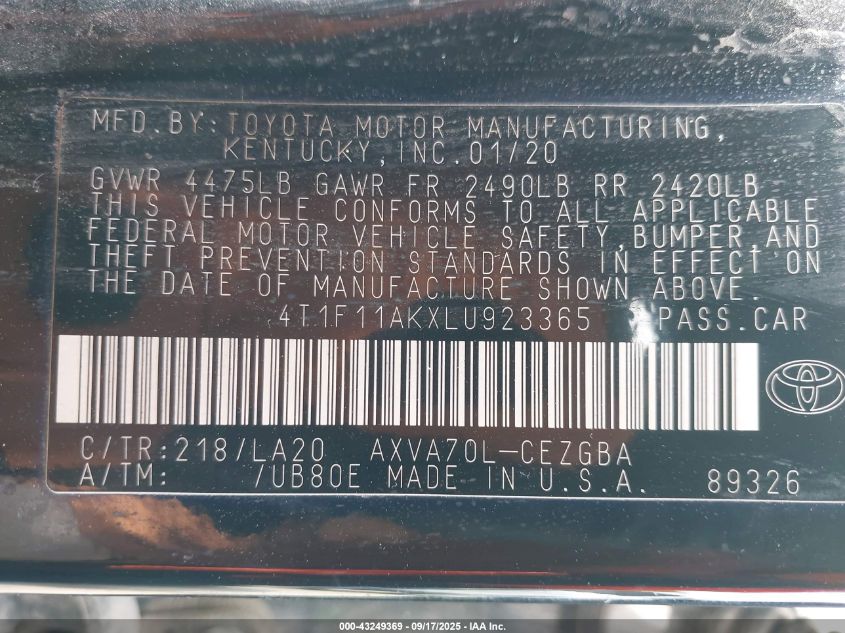 MFD.BY:TOYOTA MOTOR MANUFACTURING,
KENTUCKY,INC.01/20
GVWR 4475LB GAWR FR 2490LB RR 2420LB
THIS VEHICLE CONFORMS TO ALL APPLICABLE
FEDERAL MOTOR VEHICLE SAFETY,BUMPER,AND
THEFT PREVENTION STANDARDS IN EFFECT ON
THE DATE OF MANUFACTURE SHOWN ABOVE.
4T1F11AKXLU923365 PASS.CAR
C/TR:218/LA20 AXVA70L-CEZGBA
A/TM: /UB80E MADE IN U.S.A. 89326
000-43249369 - 09/17/2025 - IAA Inc.